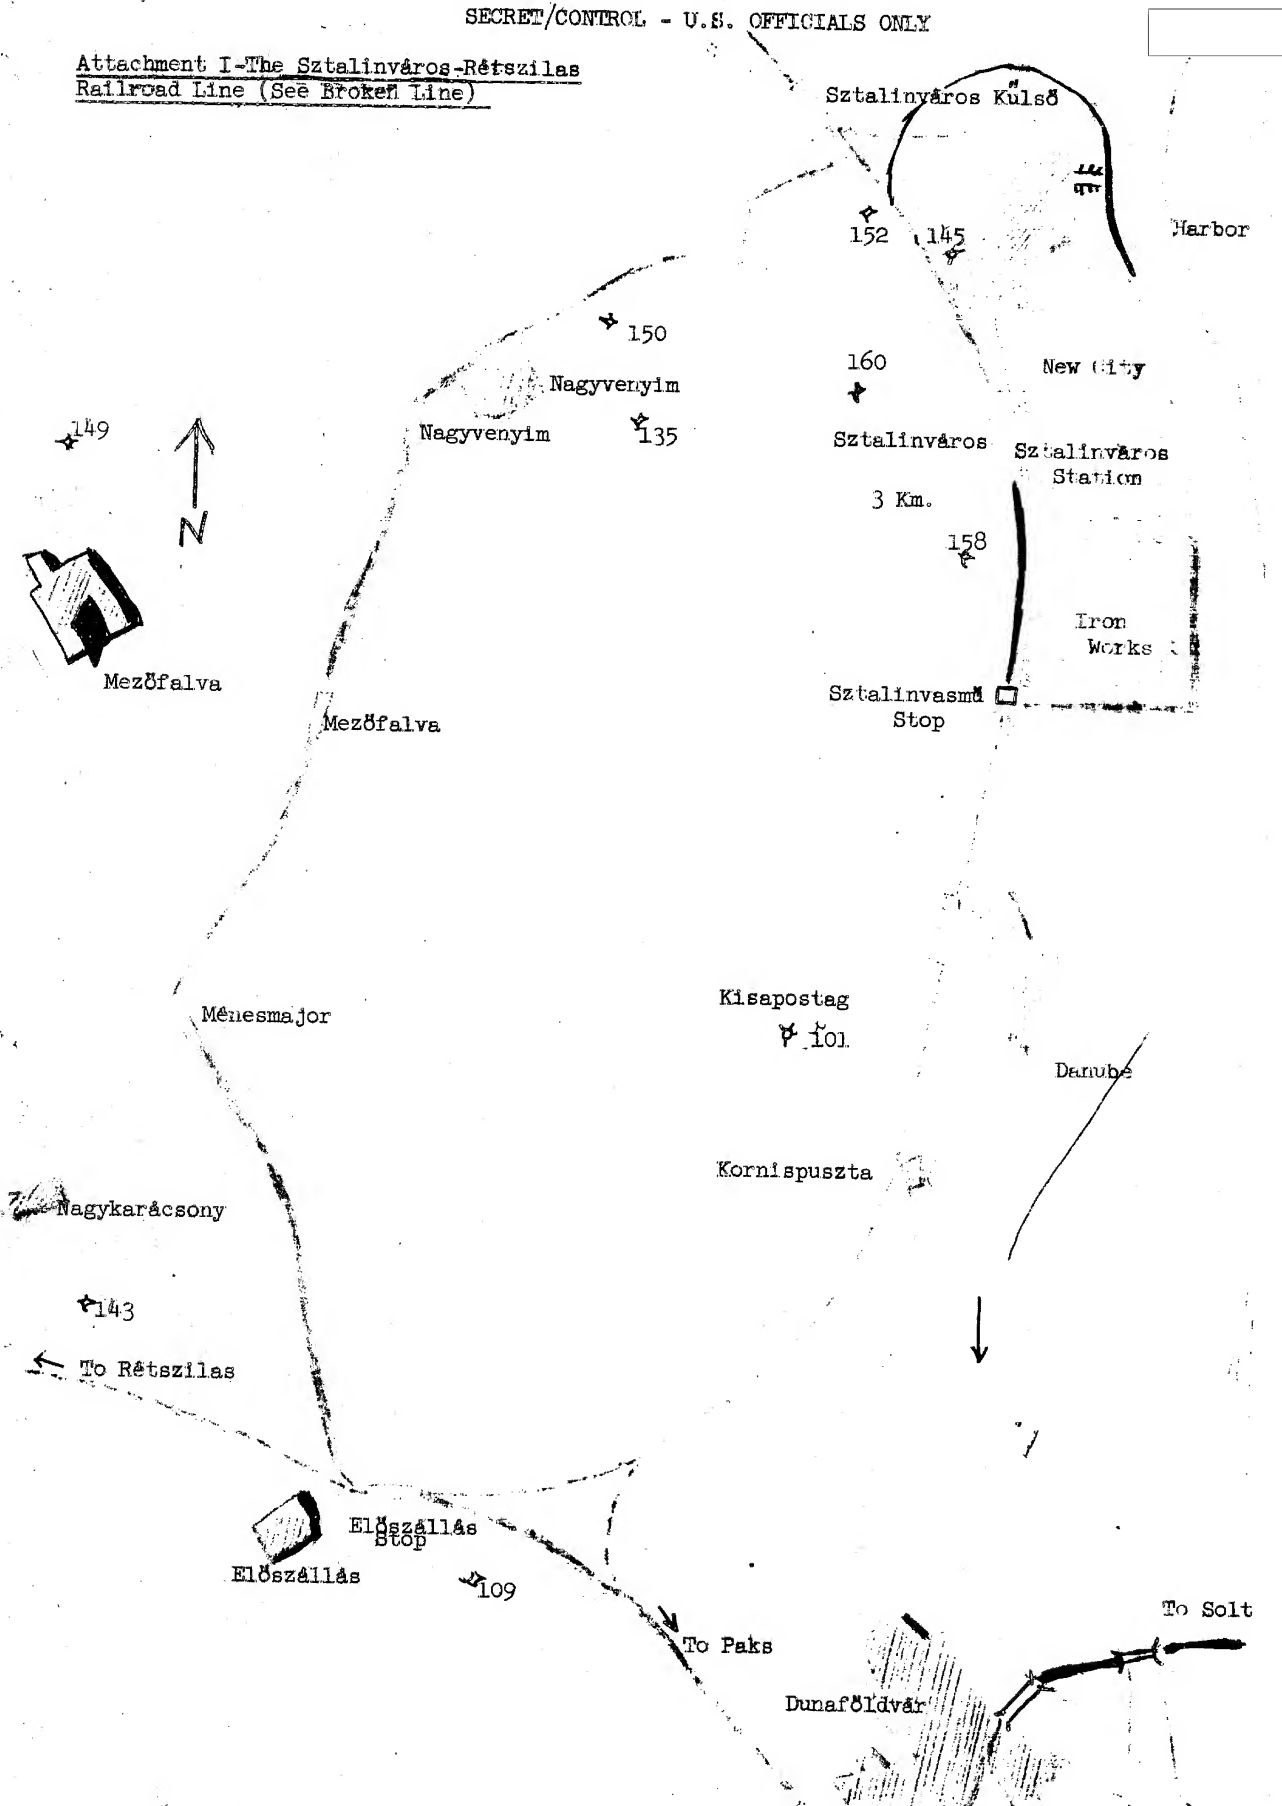 SECRET/CONTROL - U.S. OFFICIALS ONLY
Attachment I-The Sztalinváros-Rétszilas
Railroad Line (See Broken Line)
Sztalinváros Külső
152
145
Harbor
150
160
New City
Nagyvenyim
149
Nagyvenyim
135
Sztalinváros
Sztalinváros
Station
3 Km.
N
158
Iron
Works
Mezőfalva
Sztalinvasmű
Stop
Mezőfalva
Kisapostag
Ménesmajor
101
Danube
Kornispuszta
Nagykarácsony
143
To Rétszilas
Előszállás
Stop
Előszállás
109
To Solt
To Paks
Dunaföldvár